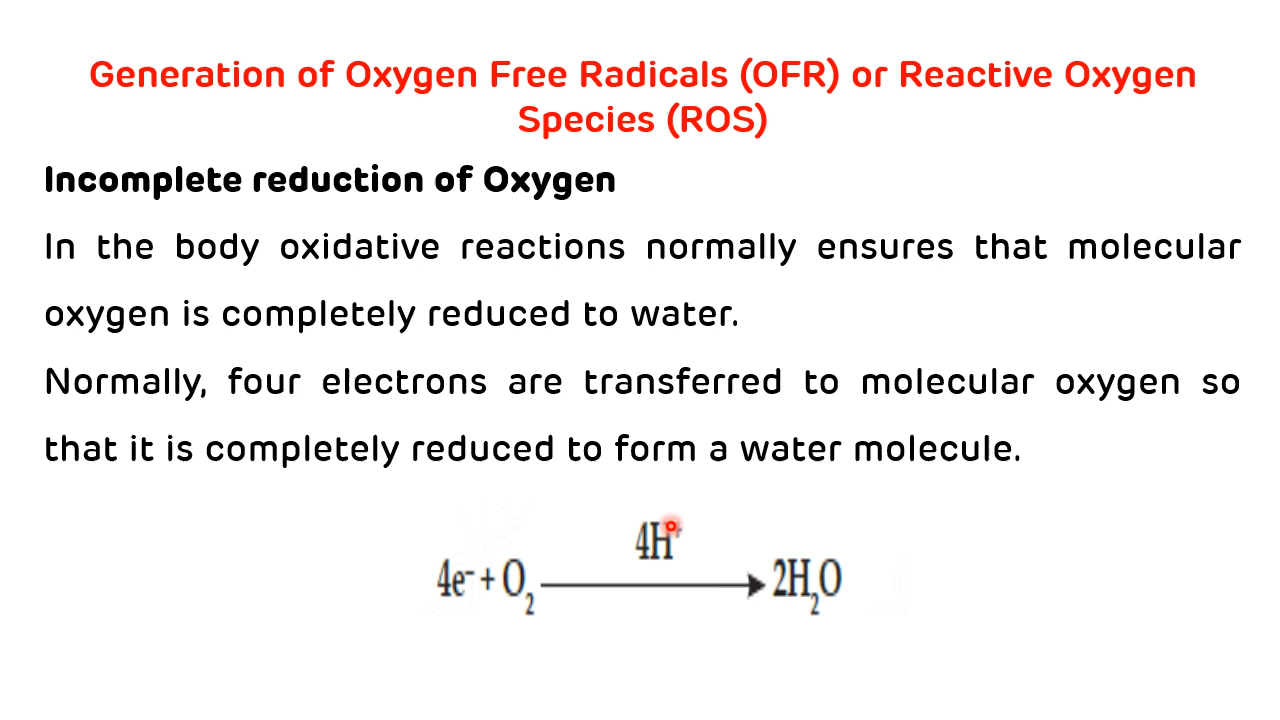 Generation of Oxygen Free Radicals (OFR) or Reactive Oxygen
Species (ROS)
Incomplete reduction of Oxygen
In the body oxidative reactions normally ensures that molecular
oxygen is completely reduced to water.
Normally, four electrons are transferred to molecular oxygen so
that it is completely reduced to form a water molecule.
4H⁺
4e⁻ + O₂ ⟶ 2H₂O